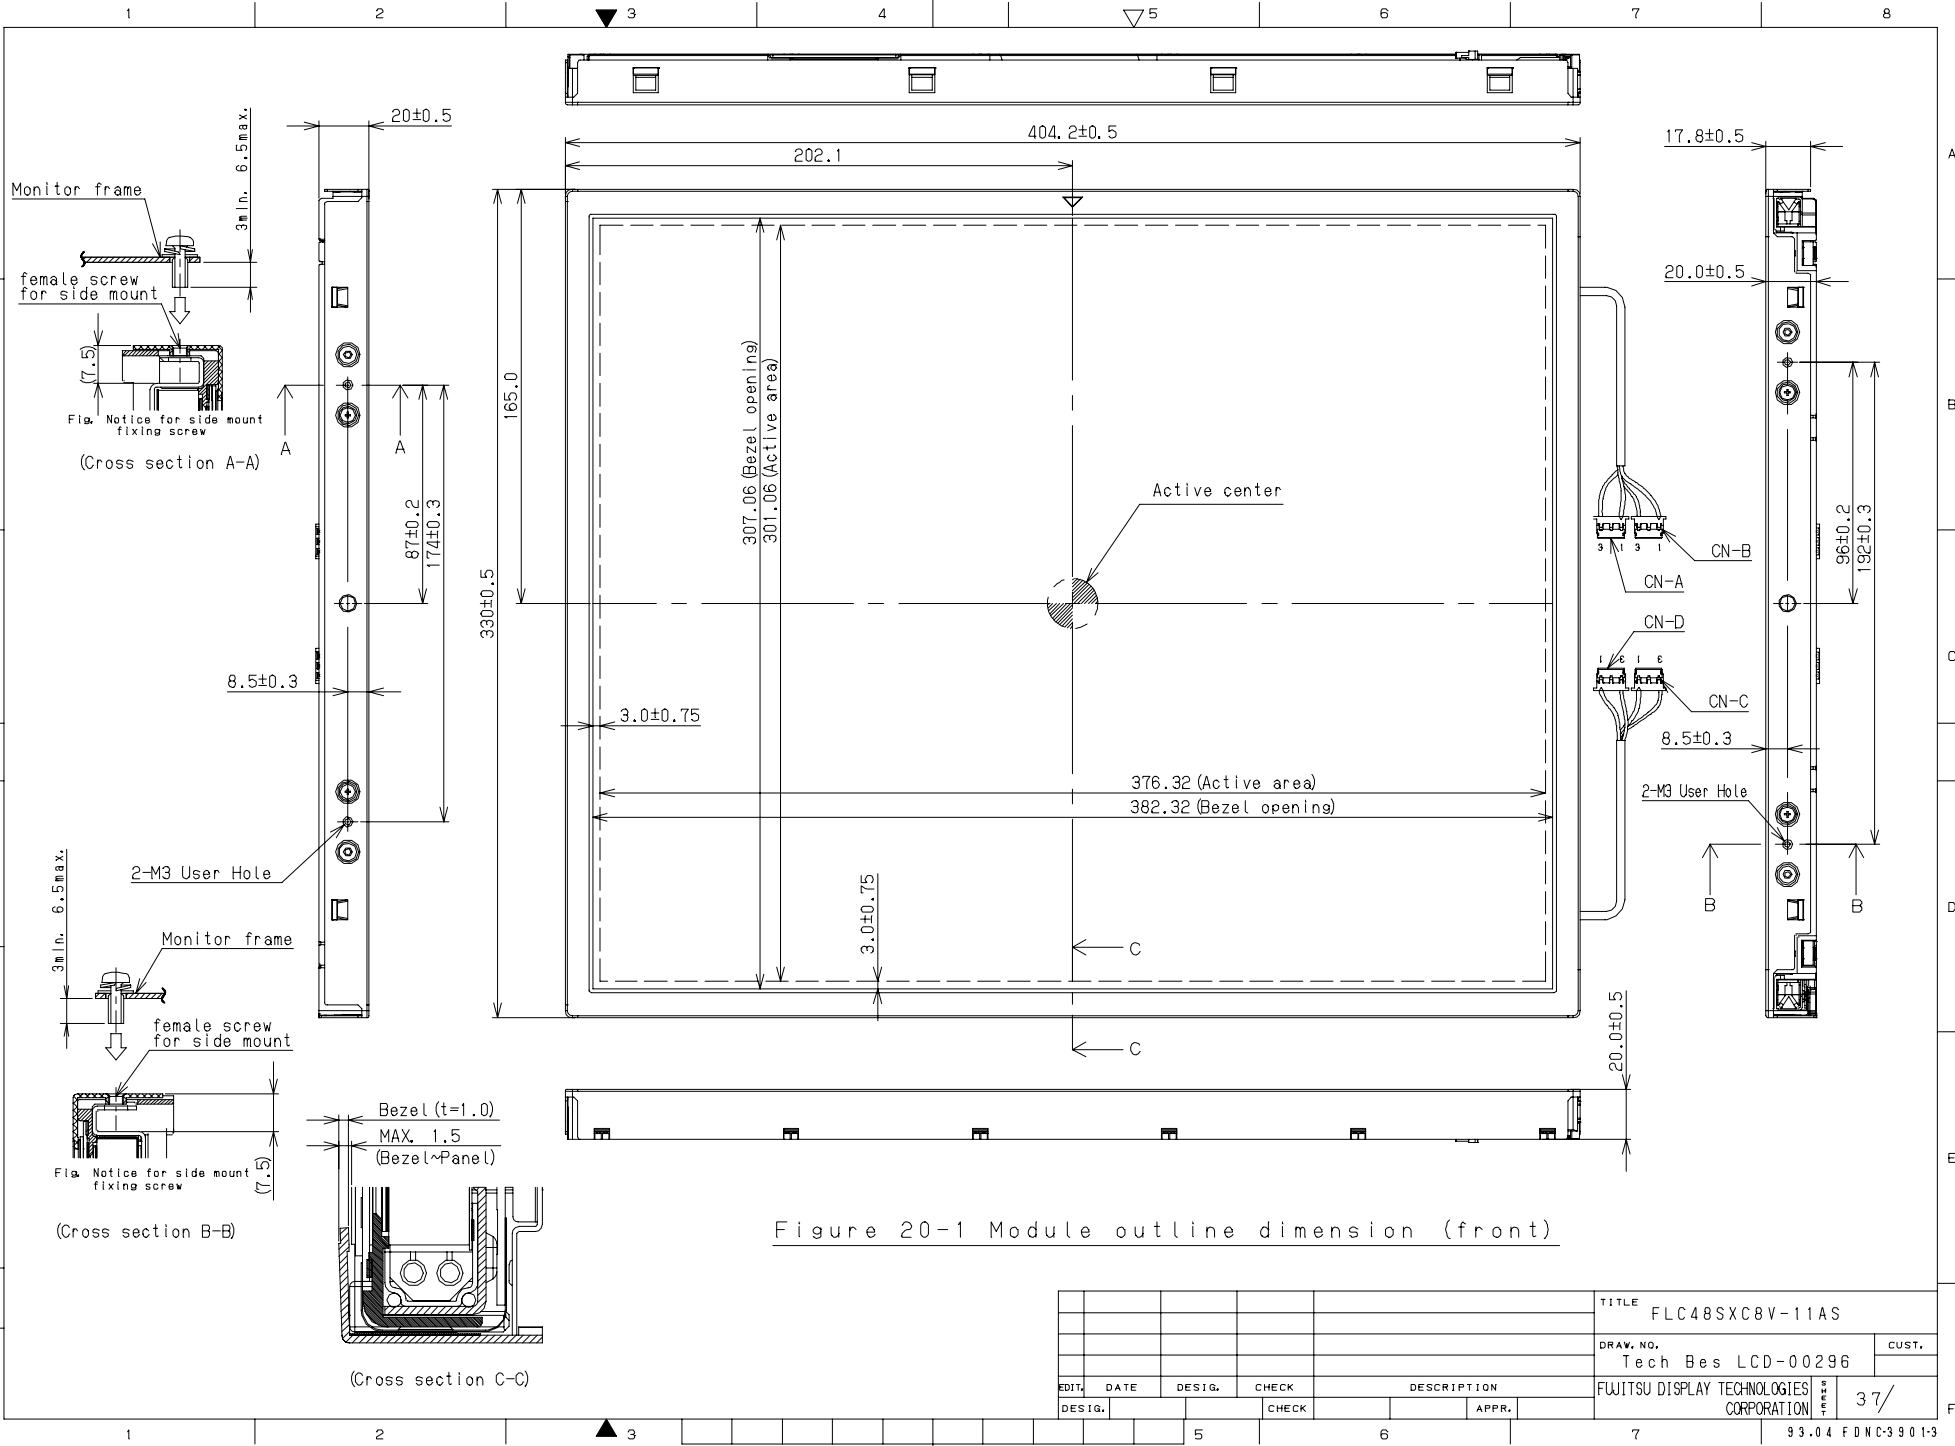 1 2 3 4 5 6 7 8
A
B
C
D
E
F
20±0.5
404.2±0.5
202.1
17.8±0.5
20.0±0.5
3min. 6.5max.
Monitor frame
female screw
for side mount
(7.5)
Fig. Notice for side mount
fixing screw
(Cross section A-A)
A A
87±0.2
174±0.3
8.5±0.3
2-M3 User Hole
165.0
330±0.5
307.06 (Bezel opening)
301.06 (Active area)
Active center
3.0±0.75
376.32 (Active area)
382.32 (Bezel opening)
3.0±0.75
C
C
3 1 3 1
CN-B
CN-A
CN-D
1 3 1 3
CN-C
96±0.2
192±0.3
8.5±0.3
2-M3 User Hole
B B
3min. 6.5max.
Monitor frame
female screw
for side mount
(7.5)
Fig. Notice for side mount
fixing screw
(Cross section B-B)
Bezel (t=1.0)
MAX. 1.5
(Bezel~Panel)
(Cross section C-C)
20.0±0.5
Figure 20-1 Module outline dimension (front)
TITLE
FLC48SXC8V-11AS
DRAW. NO.
Tech Bes LCD-00296
CUST.
EDIT. DATE DESIG. CHECK DESCRIPTION
DESIG. CHECK APPR.
FUJITSU DISPLAY TECHNOLOGIES
CORPORATION
SHEET
37/
1 2 3 5 6 7
93.04 FDNC-3901-3